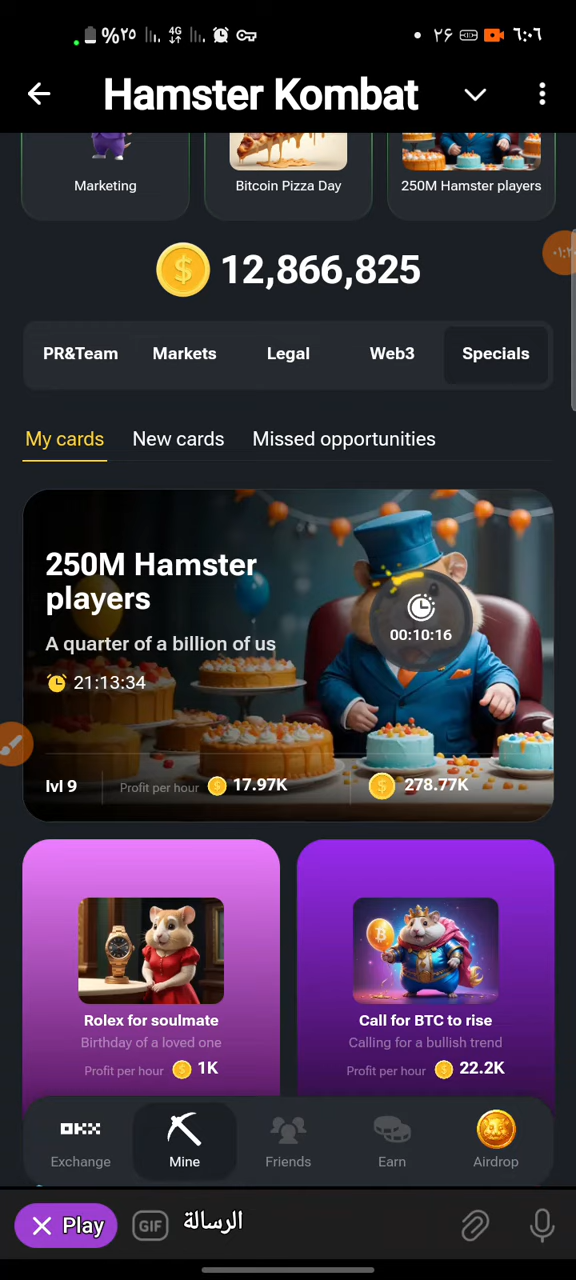 %٢٥ 4G ٢۶ ٦:٠٦
Hamster Kombat
Marketing
Bitcoin Pizza Day
250M Hamster players
12,866,825
PR&Team Markets Legal Web3 Specials
My cards New cards Missed opportunities
250M Hamster
players
A quarter of a billion of us
00:10:16
21:13:34
lvl 9 Profit per hour 17.97K 278.77K
Rolex for soulmate
Birthday of a loved one
Profit per hour 1K
Call for BTC to rise
Calling for a bullish trend
Profit per hour 22.2K
Exchange Mine Friends Earn Airdrop
Play GIF الرسالة